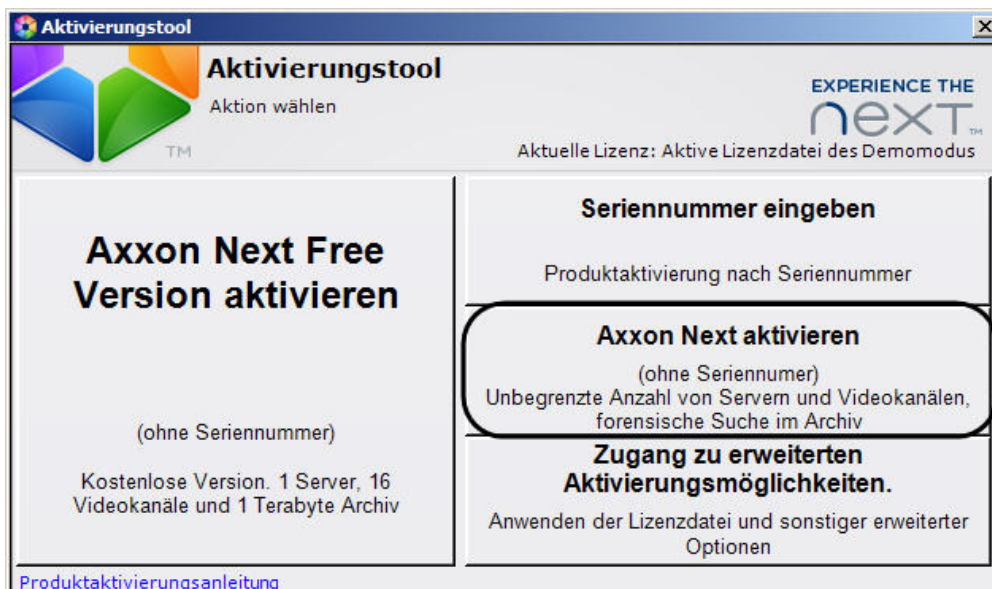 Aktivierungstool
Aktivierungstool
Aktion wählen
TM
EXPERIENCE THE
next™
Aktuelle Lizenz: Aktive Lizenzdatei des Demomodus
Axxon Next Free
Version aktivieren
(ohne Seriennummer)
Kostenlose Version. 1 Server, 16
Videokanäle und 1 Terabyte Archiv
Seriennummer eingeben
Produktaktivierung nach Seriennummer
Axxon Next aktivieren
(ohne Seriennumer)
Unbegrenzte Anzahl von Servern und Videokanälen,
forensische Suche im Archiv
Zugang zu erweiterten
Aktivierungsmöglichkeiten.
Anwenden der Lizenzdatei und sonstiger erweiterter
Optionen
Produktaktivierungsanleitung